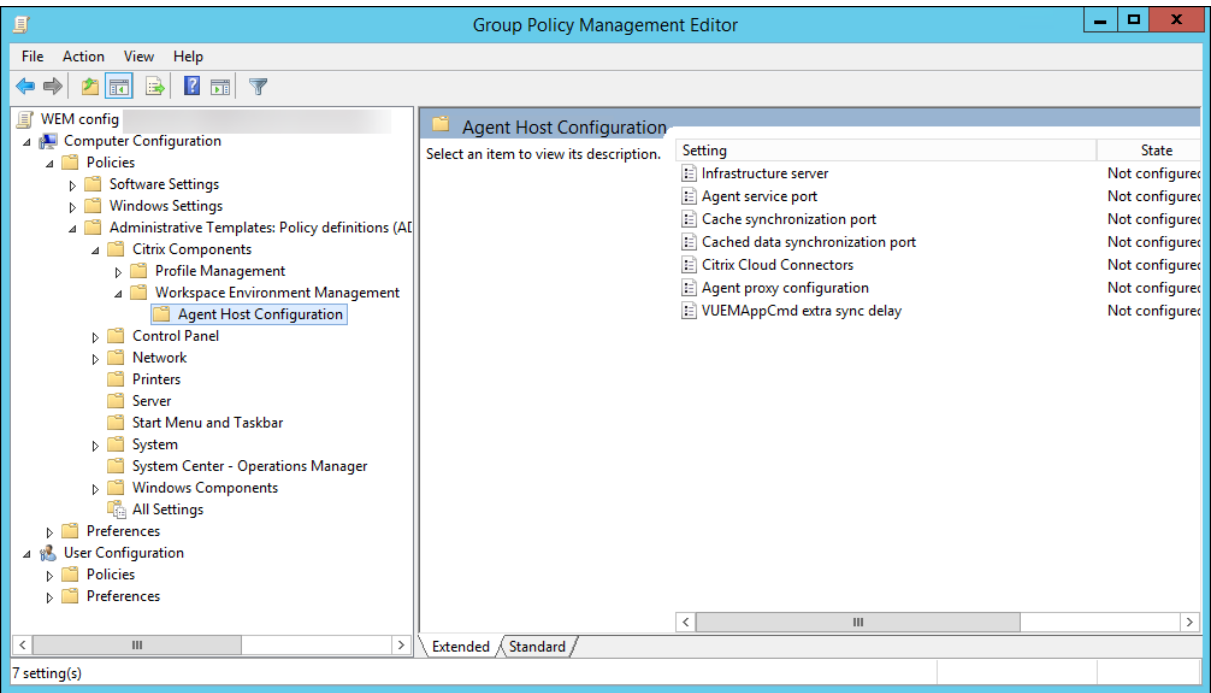 Group Policy Management Editor
File Action View Help
WEM config
Computer Configuration
Policies
Software Settings
Windows Settings
Administrative Templates: Policy definitions (AD
Citrix Components
Profile Management
Workspace Environment Management
Agent Host Configuration
Control Panel
Network
Printers
Server
Start Menu and Taskbar
System
System Center - Operations Manager
Windows Components
All Settings
Preferences
User Configuration
Policies
Preferences
Agent Host Configuration
Select an item to view its description.
Setting State
Infrastructure server Not configured
Agent service port Not configured
Cache synchronization port Not configured
Cached data synchronization port Not configured
Citrix Cloud Connectors Not configured
Agent proxy configuration Not configured
VUEMAppCmd extra sync delay Not configured
Extended Standard
7 setting(s)